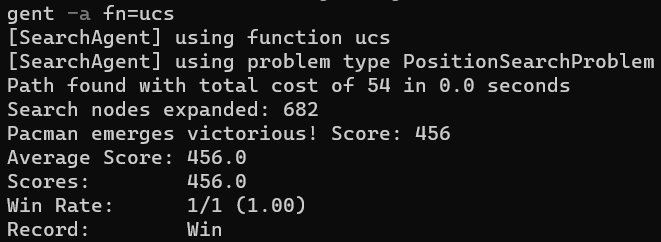 gent -a fn=ucs
[SearchAgent] using function ucs
[SearchAgent] using problem type PositionSearchProblem
Path found with total cost of 54 in 0.0 seconds
Search nodes expanded: 682
Pacman emerges victorious! Score: 456
Average Score: 456.0
Scores:        456.0
Win Rate:      1/1 (1.00)
Record:        Win